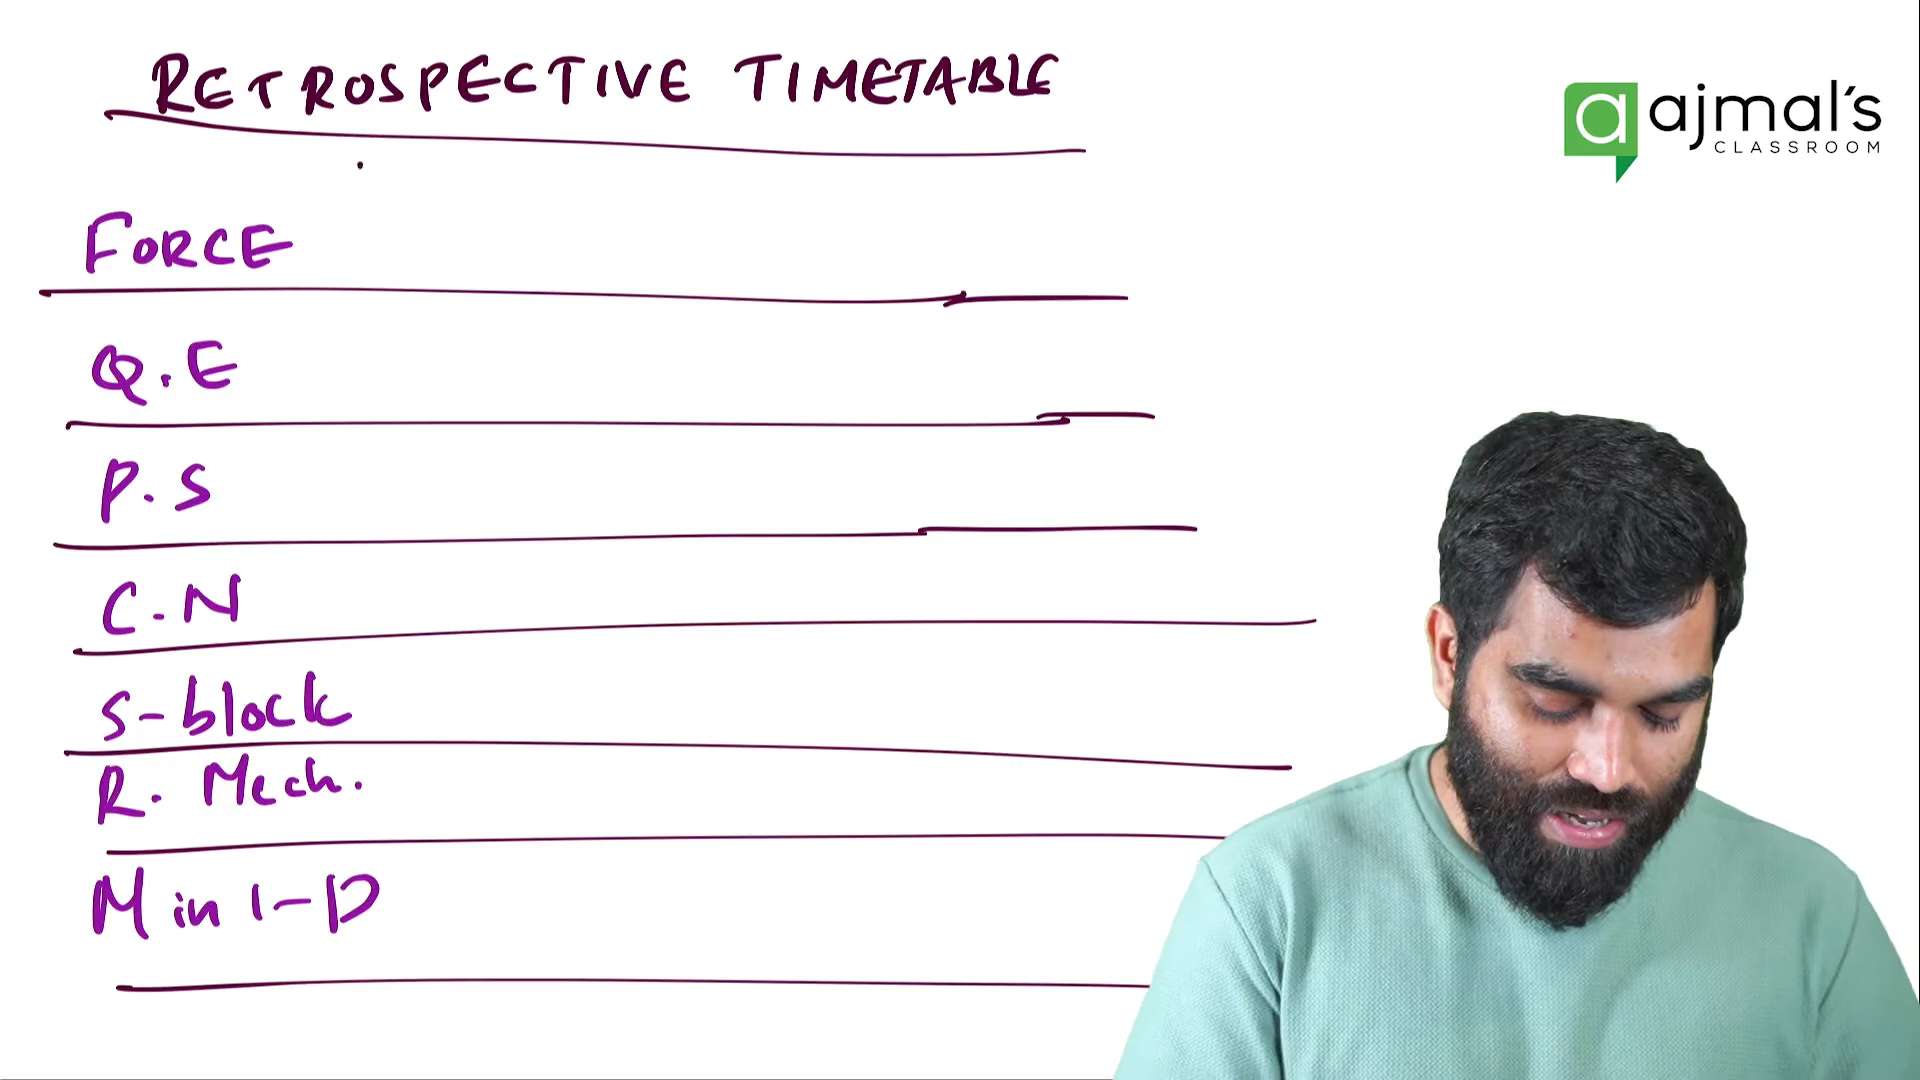 RETROSPECTIVE TIMETABLE
a ajmal's
CLASSROOM
FORCE
Q.E
P.S
C.N
S-block
R. Mech.
M in 1-D